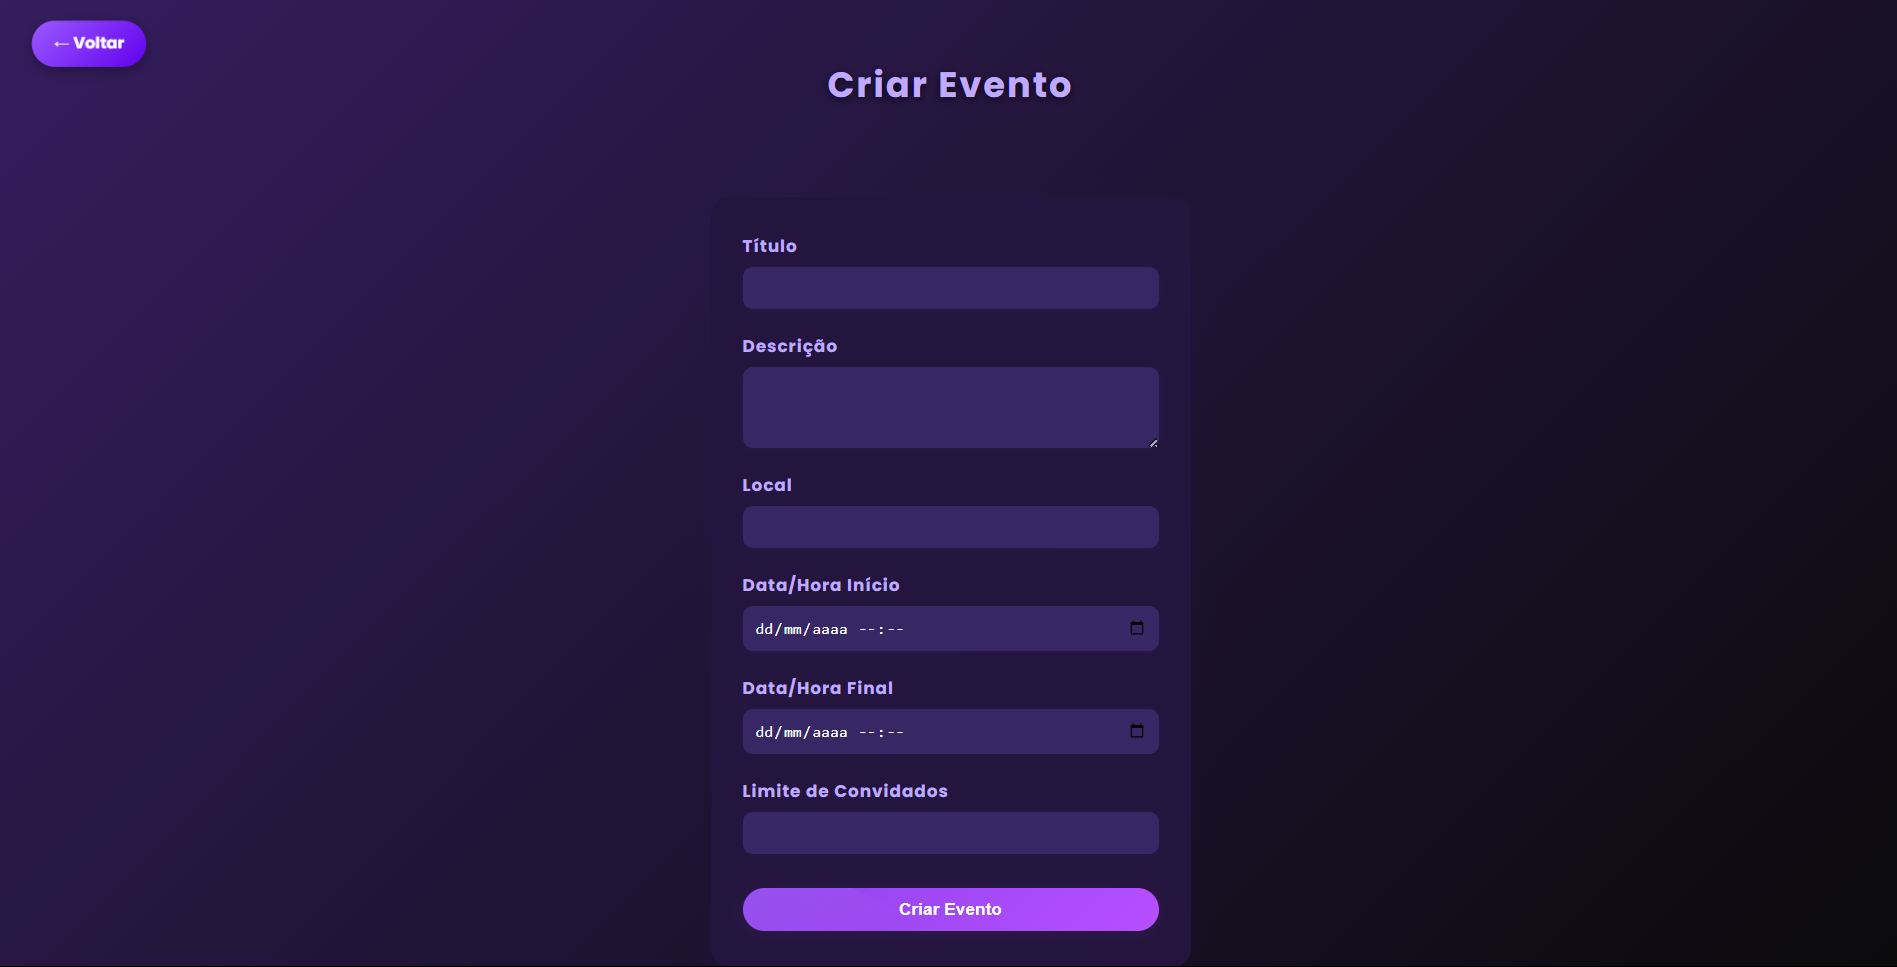 ← Voltar
Criar Evento
Título
Descrição
Local
Data/Hora Início
dd/mm/aaaa --:--
Data/Hora Final
dd/mm/aaaa --:--
Limite de Convidados
Criar Evento